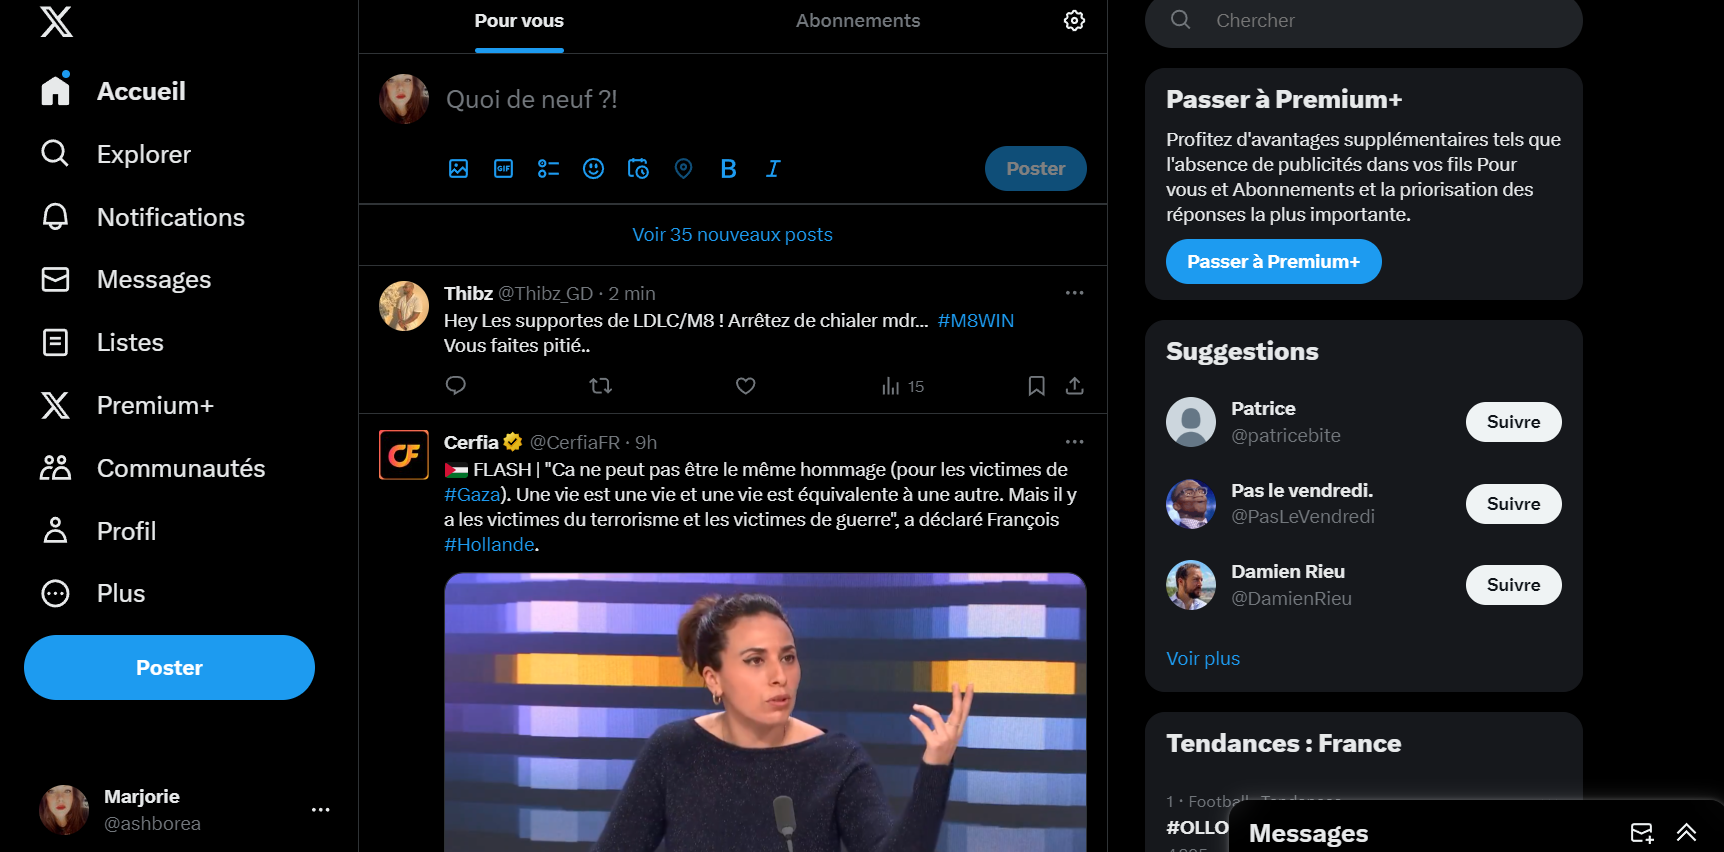 Accueil
Explorer
Notifications
Messages
Listes
Premium+
Communautés
Profil
Plus
Poster
Marjorie
@ashborea
Pour vous
Abonnements
Quoi de neuf ?!
GIF
B I
Poster
Voir 35 nouveaux posts
Thibz @Thibz_GD · 2 min
Hey Les supportes de LDLC/M8 ! Arrêtez de chialer mdr... #M8WIN
Vous faites pitié..
15
CF
Cerfia @CerfiaFR · 9h
🇵🇸 FLASH | "Ca ne peut pas être le même hommage (pour les victimes de
#Gaza). Une vie est une vie et une vie est équivalente à une autre. Mais il y
a les victimes du terrorisme et les victimes de guerre", a déclaré François
#Hollande.
Chercher
Passer à Premium+
Profitez d'avantages supplémentaires tels que
l'absence de publicités dans vos fils Pour
vous et Abonnements et la priorisation des
réponses la plus importante.
Passer à Premium+
Suggestions
Patrice
@patricebite
Suivre
Pas le vendredi.
@PasLeVendredi
Suivre
Damien Rieu
@DamienRieu
Suivre
Voir plus
Tendances : France
1 · Football · Tendances
#OLLO
Messages